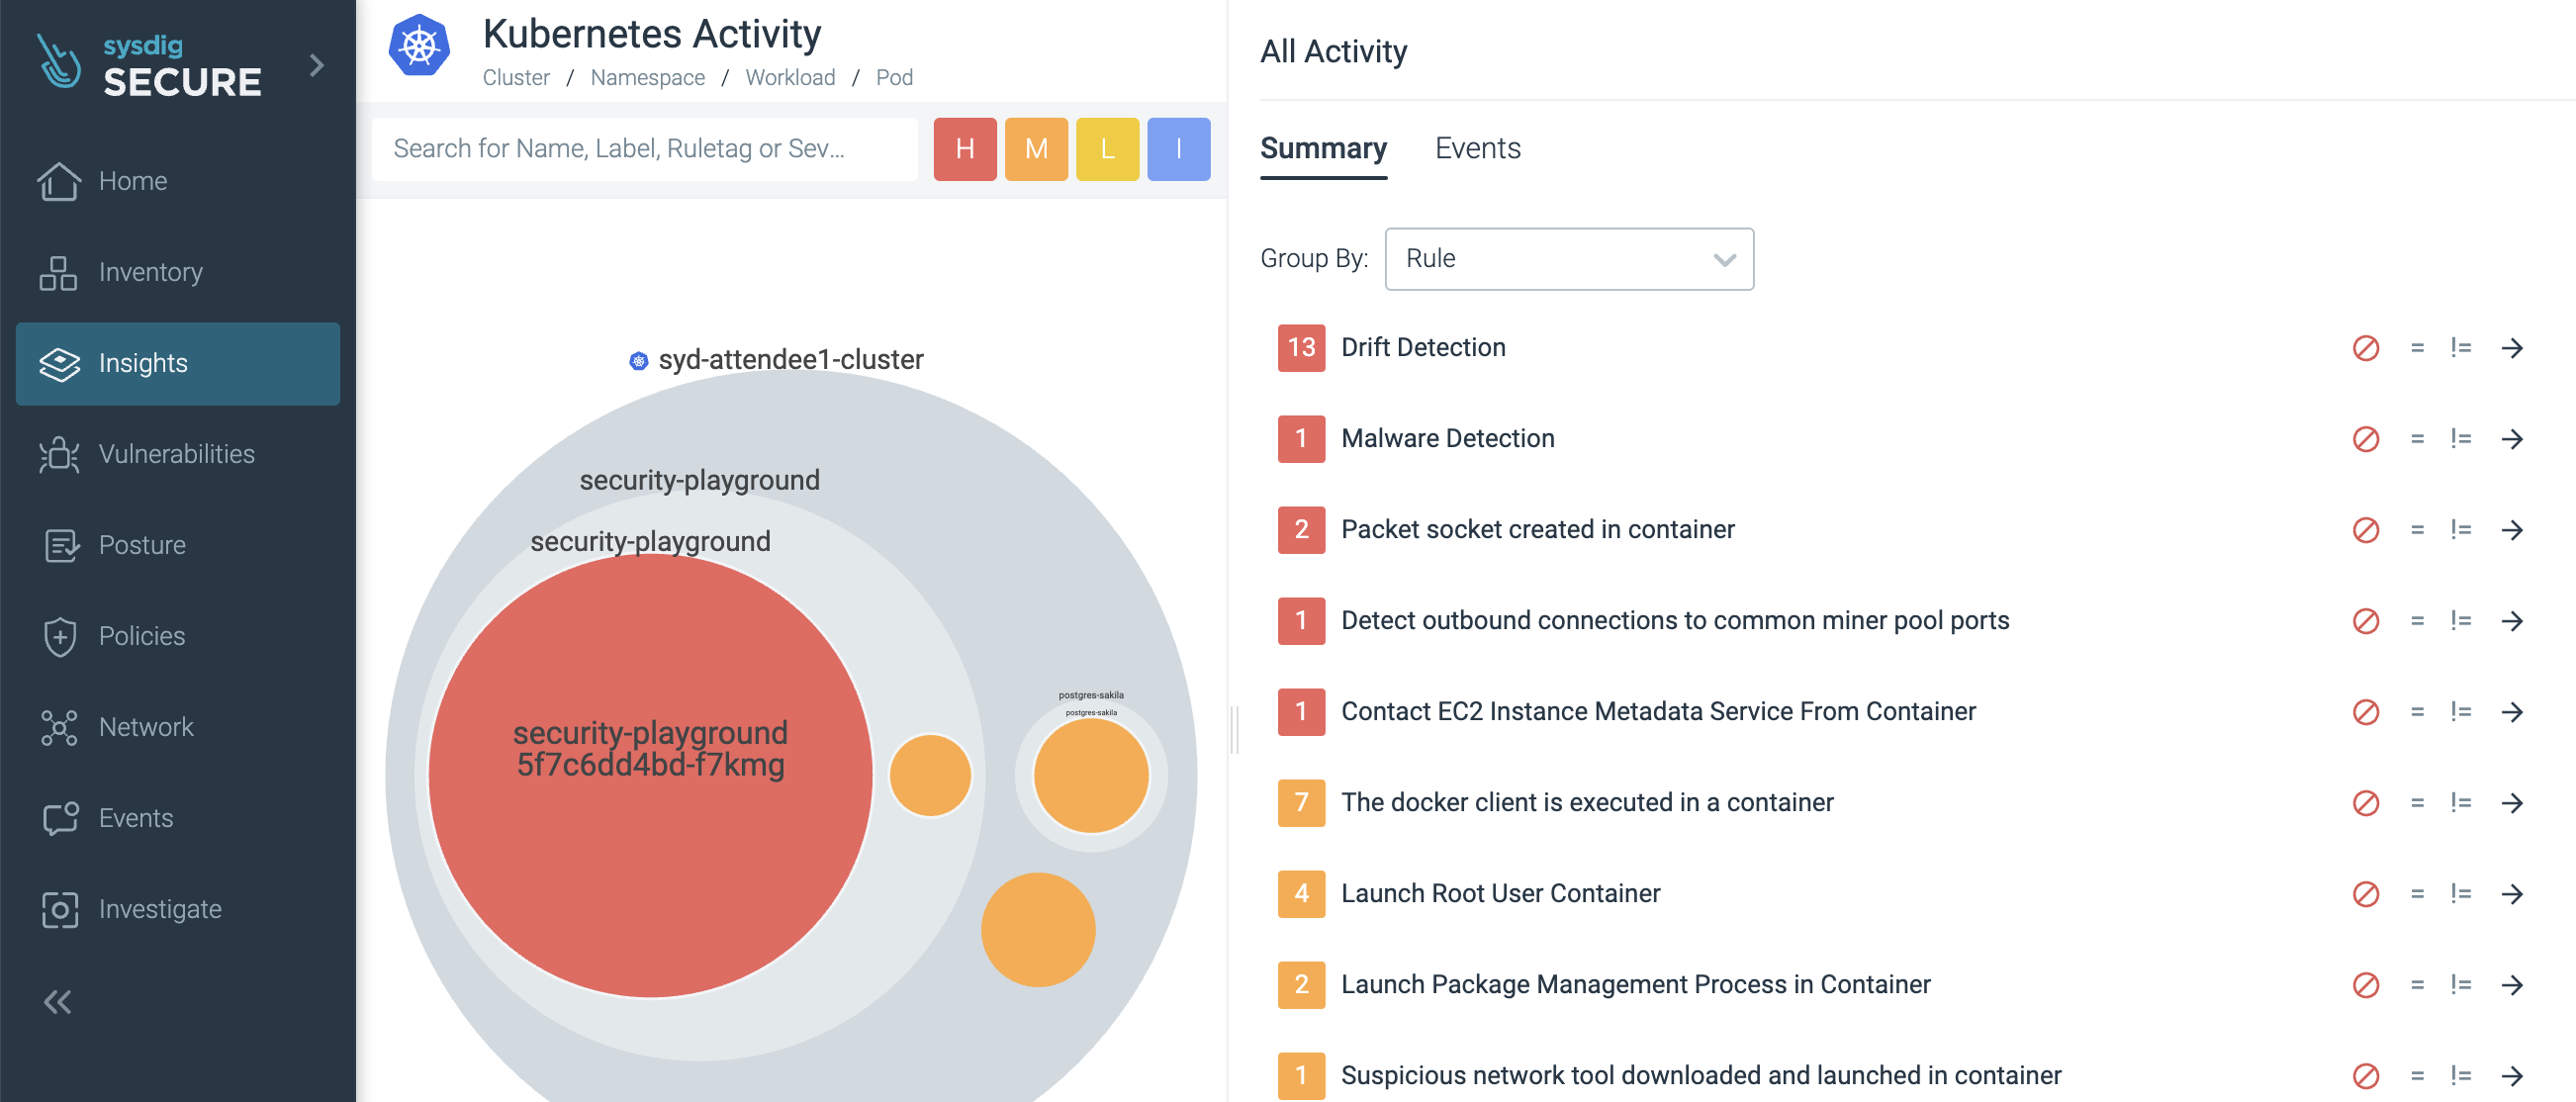 sysdig
SECURE
Home
Inventory
Insights
Vulnerabilities
Posture
Policies
Network
Events
Investigate
Kubernetes Activity
Cluster / Namespace / Workload / Pod
Search for Name, Label, Ruletag or Sev...
H M L I
syd-attendee1-cluster
security-playground
security-playground
security-playground
5f7c6dd4bd-f7kmg
postgres-sakila
postgres-sakila
All Activity
Summary Events
Group By: Rule
13 Drift Detection = !=
1 Malware Detection = !=
2 Packet socket created in container = !=
1 Detect outbound connections to common miner pool ports = !=
1 Contact EC2 Instance Metadata Service From Container = !=
7 The docker client is executed in a container = !=
4 Launch Root User Container = !=
2 Launch Package Management Process in Container = !=
1 Suspicious network tool downloaded and launched in container = !=